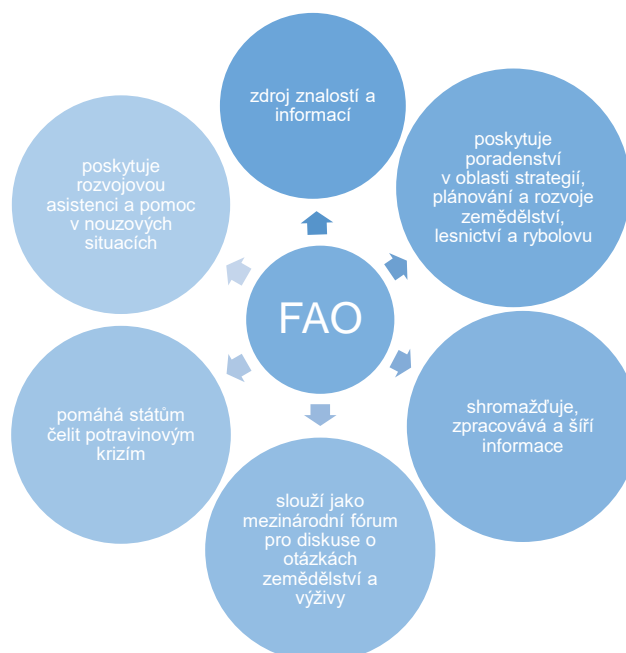 zdroj znalostí a
informací
poskytuje
poradenství
v oblasti strategií,
plánování a rozvoje
zemědělství,
lesnictví a rybolovu
shromažďuje,
zpracovává a šíří
informace
slouží jako
mezinárodní fórum
pro diskuse o
otázkách
zemědělství a
výživy
pomáhá státům
čelit potravinovým
krizím
poskytuje
rozvojovou
asistenci a pomoc
v nouzových
situacích
FAO